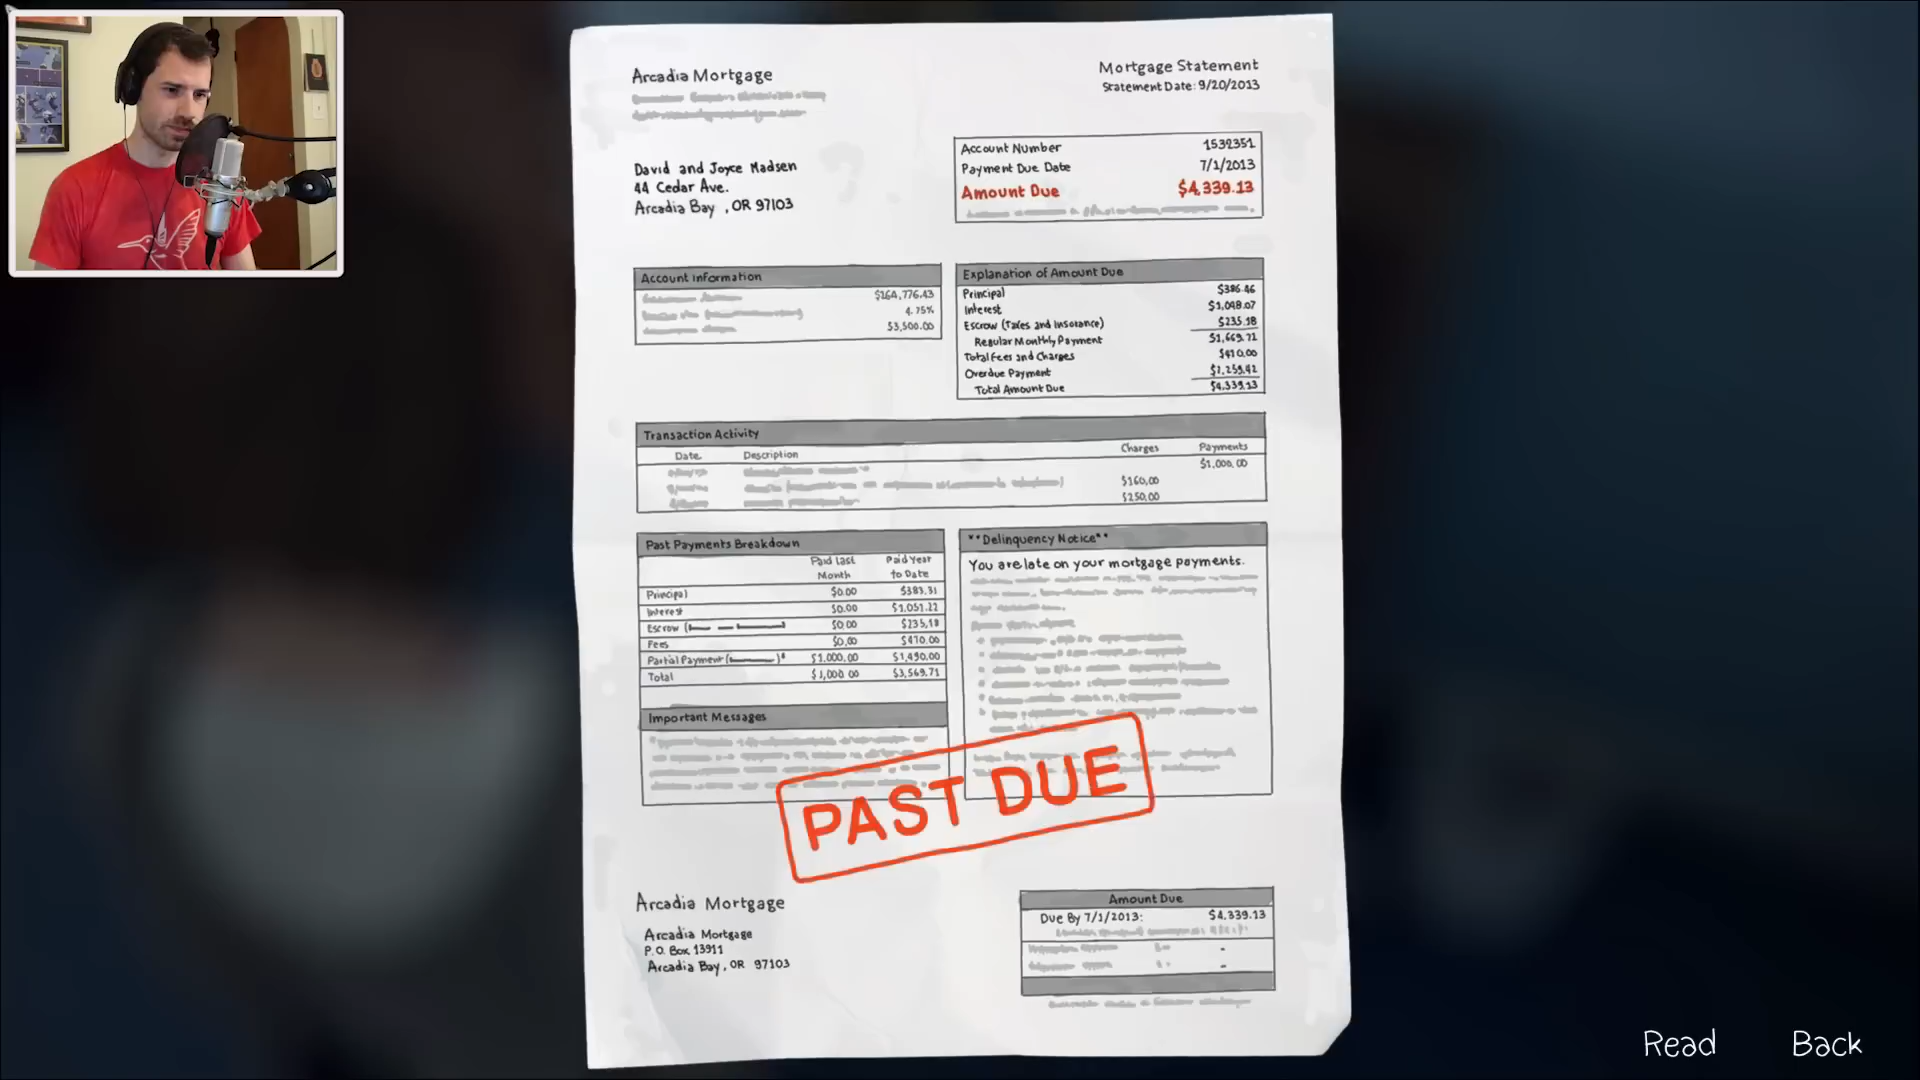 Arcadia Mortgage
Mortgage Statement
Statement Date: 9/20/2013
David and Joyce Madsen
44 Cedar Ave.
Arcadia Bay , OR 97103
Account Number 1539351
Payment Due Date 7/1/2013
Amount Due $4,339.13
Account Information
$264,776.43
4.75%
$3,500.00
Explanation of Amount Due
Principal $386.46
Interest $1,048.07
Escrow (Taxes and Insurance) $235.18
Regular Monthly Payment $1,669.71
Total Fees and Charges $410.00
Overdue Payment $2,259.42
Total Amount Due $4,339.13
Transaction Activity
Date Description Charges Payments
$1,000.00
$160.00
$250.00
Past Payments Breakdown
Paid Last Month Paid Year to Date
Principal $0.00 $383.31
Interest $0.00 $1,051.22
Escrow ( $0.00 $235.18
Fees $0.00 $410.00
Partial Payment ( )* $1,000.00 $1,490.00
Total $1,000.00 $3,569.71
**Delinquency Notice**
You are late on your mortgage payments.
Important Messages
PAST DUE
Arcadia Mortgage
Arcadia Mortgage
P.O. Box 13911
Arcadia Bay, OR 97103
Amount Due
Due By 7/1/2013: $4,339.13
Read Back